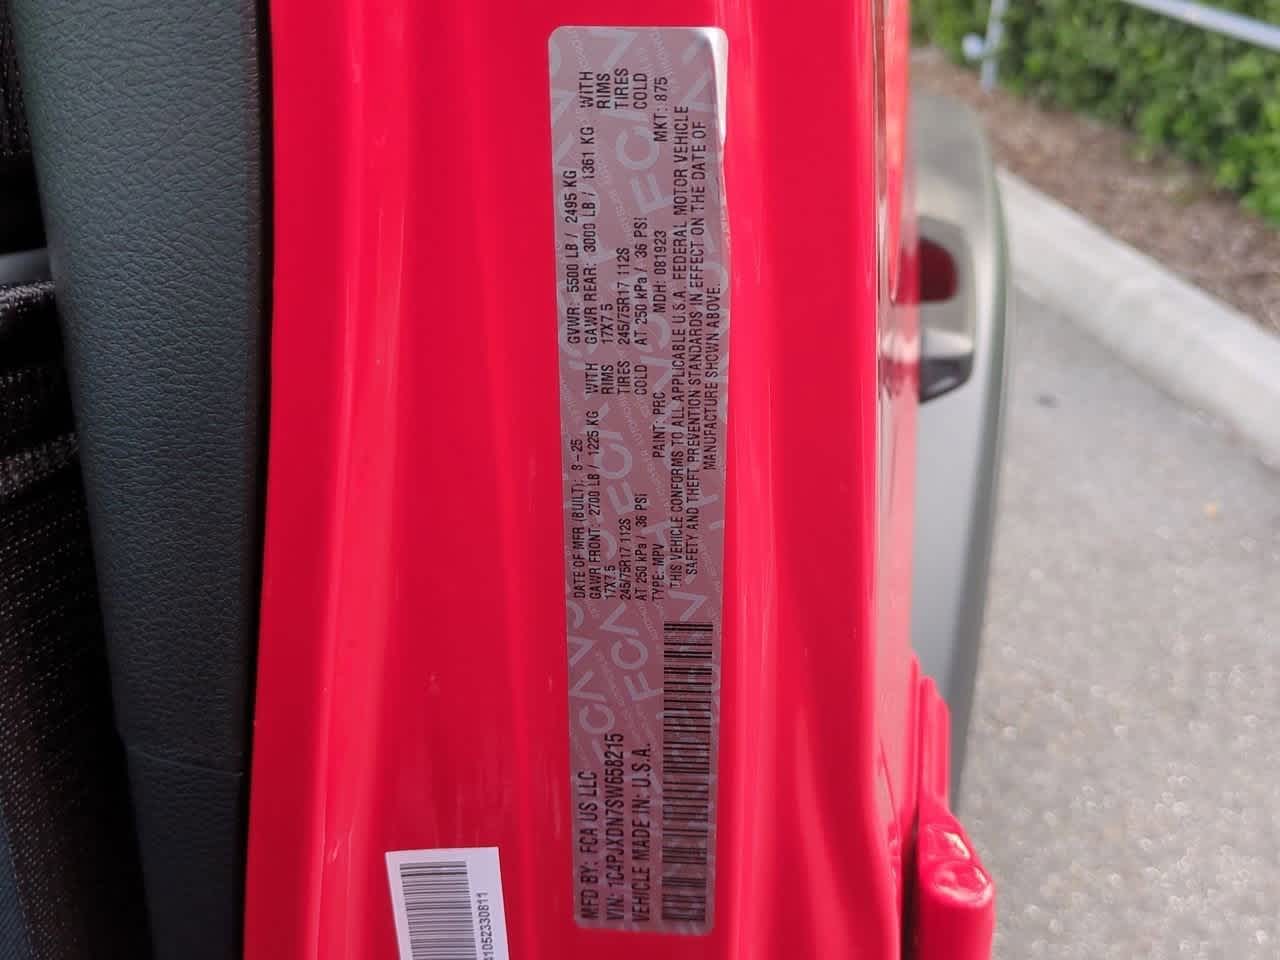 MFD BY: FCA US LLC
DATE OF MFR (BUILT): 8-25
GVWR: 5500 LB / 2495 KG
VIN: 1C4PJXDN7SW658215
GAWR FRONT: 2700 LB / 1225 KG WITH
GAWR REAR: 3000 LB / 1361 KG WITH
17X7.5 RIMS
17X7.5 RIMS
245/75R17 112S TIRES
245/75R17 112S TIRES
AT 250 kPa / 36 PSI COLD
AT 250 kPa / 36 PSI COLD
VEHICLE MADE IN: U.S.A.
TYPE: MPV PAINT: PRC MDH: 081923 MKT: 875
THIS VEHICLE CONFORMS TO ALL APPLICABLE U.S.A. FEDERAL MOTOR VEHICLE
SAFETY AND THEFT PREVENTION STANDARDS IN EFFECT ON THE DATE OF
MANUFACTURE SHOWN ABOVE.
FCA
1052330811